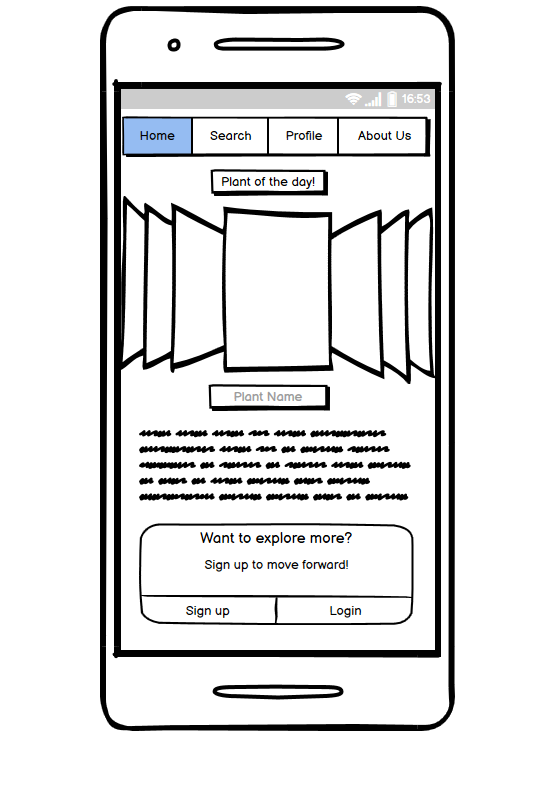 16:53
Home Search Profile About Us
Plant of the day!
Plant Name
Want to explore more?
Sign up to move forward!
Sign up Login